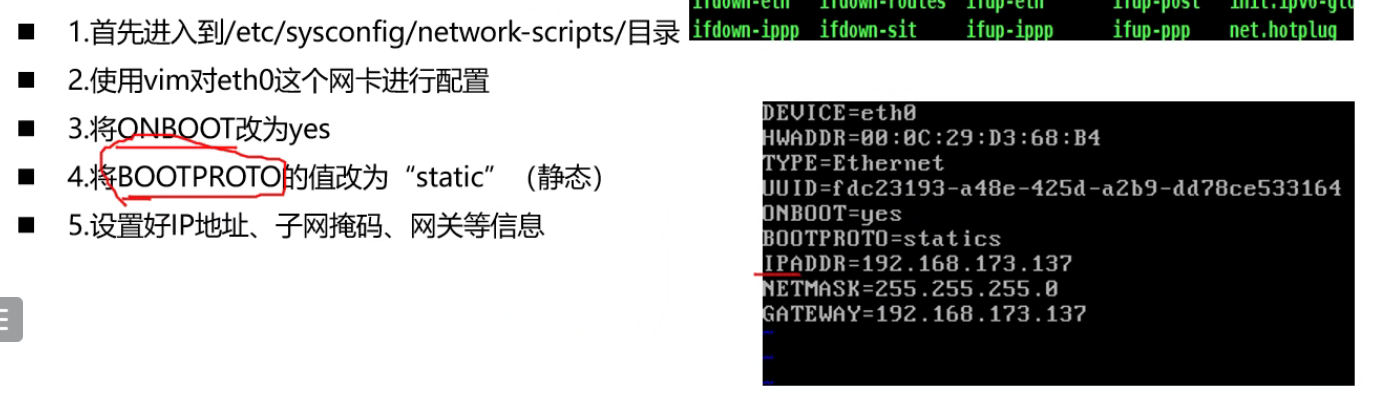 1.首先进入到/etc/sysconfig/network-scripts/目录
2.使用vim对eth0这个网卡进行配置
3.将ONBOOT改为yes
4.将BOOTPROTO的值改为“static”（静态）
5.设置好IP地址、子网掩码、网关等信息
ifdown-eth ifdown-routes ifup-eth ifup-post init.ipv6-glo
ifdown-ippp ifdown-sit ifup-ippp ifup-ppp net.hotplug
DEVICE=eth0
HWADDR=00:0C:29:D3:68:B4
TYPE=Ethernet
UUID=fdc23193-a48e-425d-a2b9-dd78ce533164
ONBOOT=yes
BOOTPROTO=statics
IPADDR=192.168.173.137
NETMASK=255.255.255.0
GATEWAY=192.168.173.137